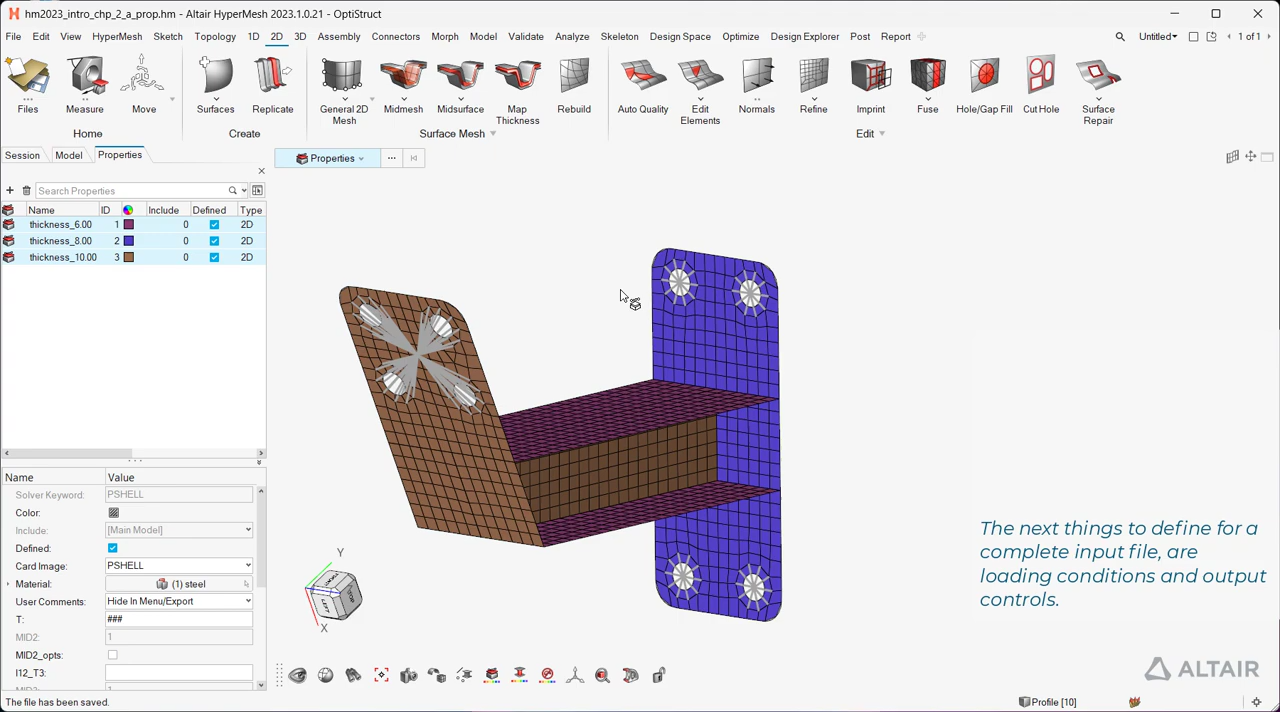 hm2023_intro_chp_2_a_prop.hm - Altair HyperMesh 2023.1.0.21 - OptiStruct
File Edit View HyperMesh Sketch Topology 1D 2D 3D Assembly Connectors Morph Model Validate Analyze Skeleton Design Space Optimize Design Explorer Post Report Untitled 1 of 1
Files Measure Move Surfaces Replicate General 2D Mesh Midmesh Midsurface Map Thickness Rebuild Auto Quality Edit Elements Normals Refine Imprint Fuse Hole/Gap Fill Cut Hole Surface Repair
Home Create Surface Mesh Edit
Session Model Properties
Properties ...
Search Properties
Name ID Include Defined Type
thickness_6.00 1 0 2D
thickness_8.00 2 0 2D
thickness_10.00 3 0 2D
Name Value
Solver Keyword: PSHELL
Color:
Include: [Main Model]
Defined:
Card Image: PSHELL
Material: (1) steel
User Comments: Hide In Menu/Export
T: ###
MID2: 1
MID2_opts:
I12_T3:
Y
LEFT
X
The next things to define for a
complete input file, are
loading conditions and output
controls.
ALTAIR
The file has been saved.
Profile [10]